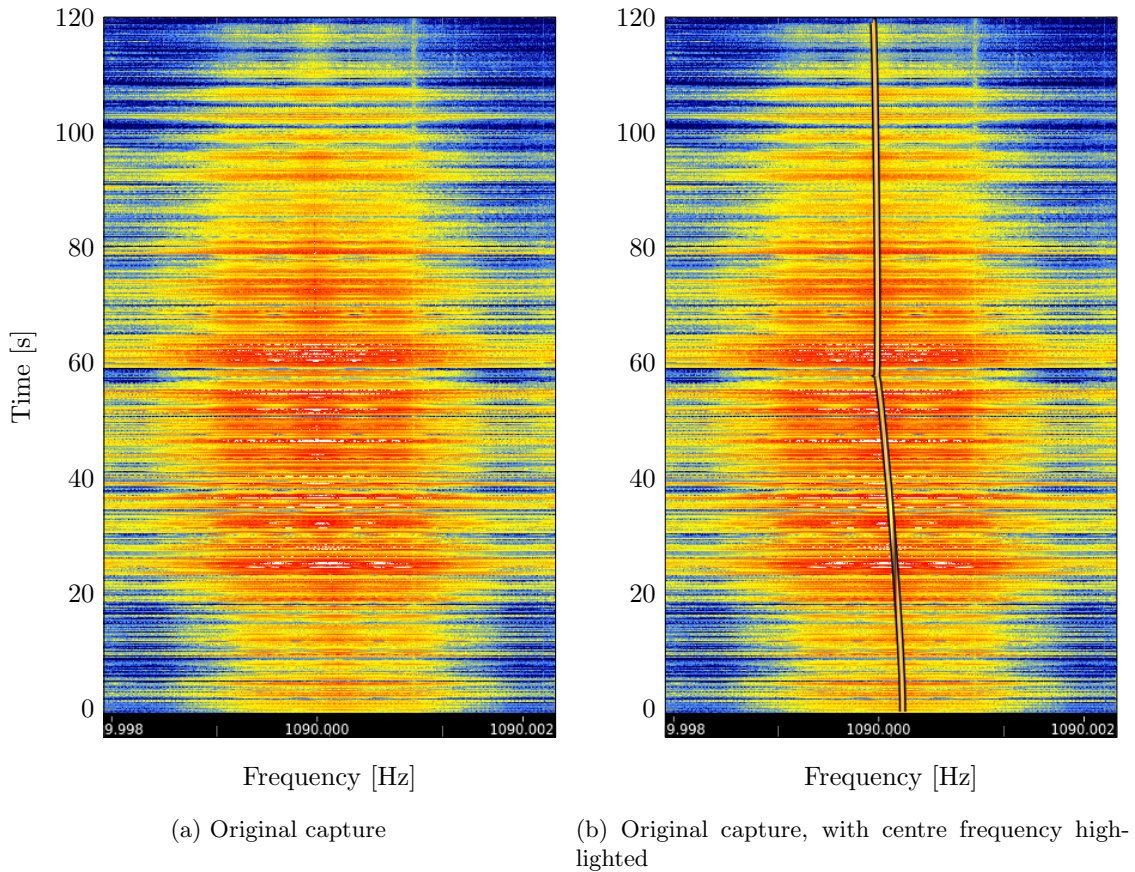 120
100
80
60
40
20
0
Time [s]
9.998 1090.000 1090.002
Frequency [Hz]
(a) Original capture
120
100
80
60
40
20
0
9.998 1090.000 1090.002
Frequency [Hz]
(b) Original capture, with centre frequency high-
lighted